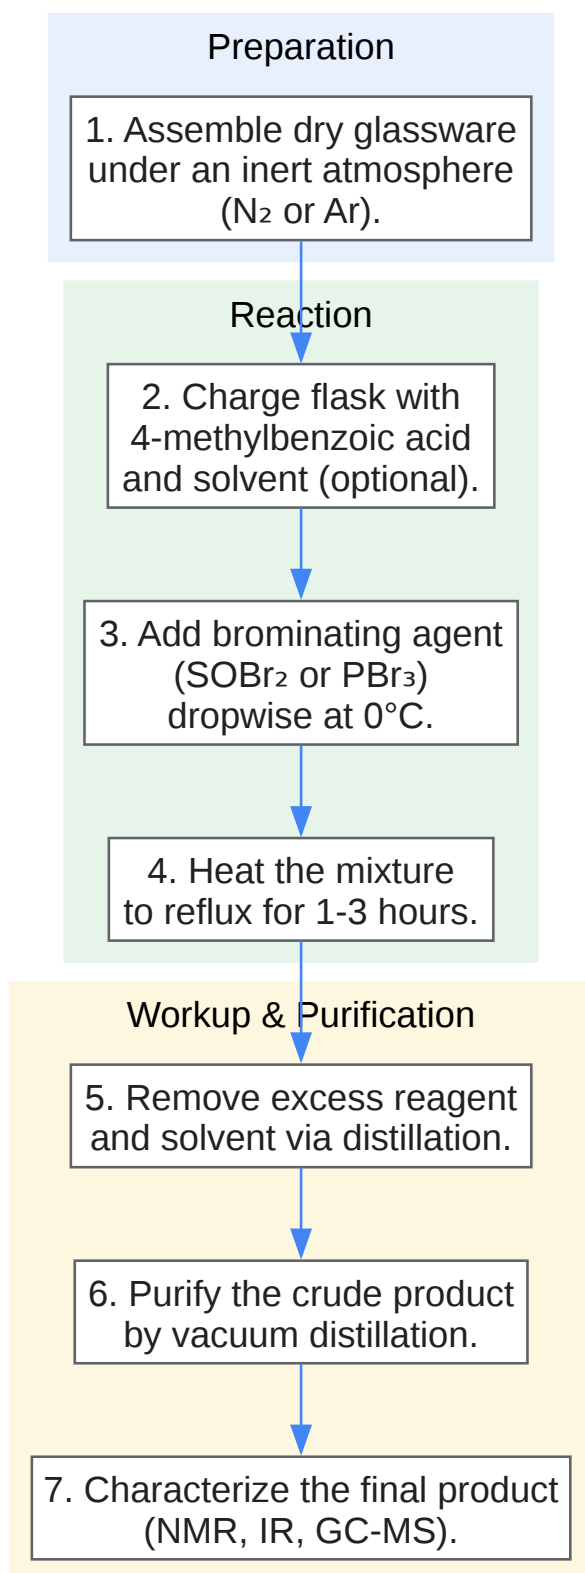 Preparation
1. Assemble dry glassware
under an inert atmosphere
(N₂ or Ar).
Reaction
2. Charge flask with
4-methylbenzoic acid
and solvent (optional).
3. Add brominating agent
(SOBr₂ or PBr₃)
dropwise at 0°C.
4. Heat the mixture
to reflux for 1-3 hours.
Workup & Purification
5. Remove excess reagent
and solvent via distillation.
6. Purify the crude product
by vacuum distillation.
7. Characterize the final product
(NMR, IR, GC-MS).